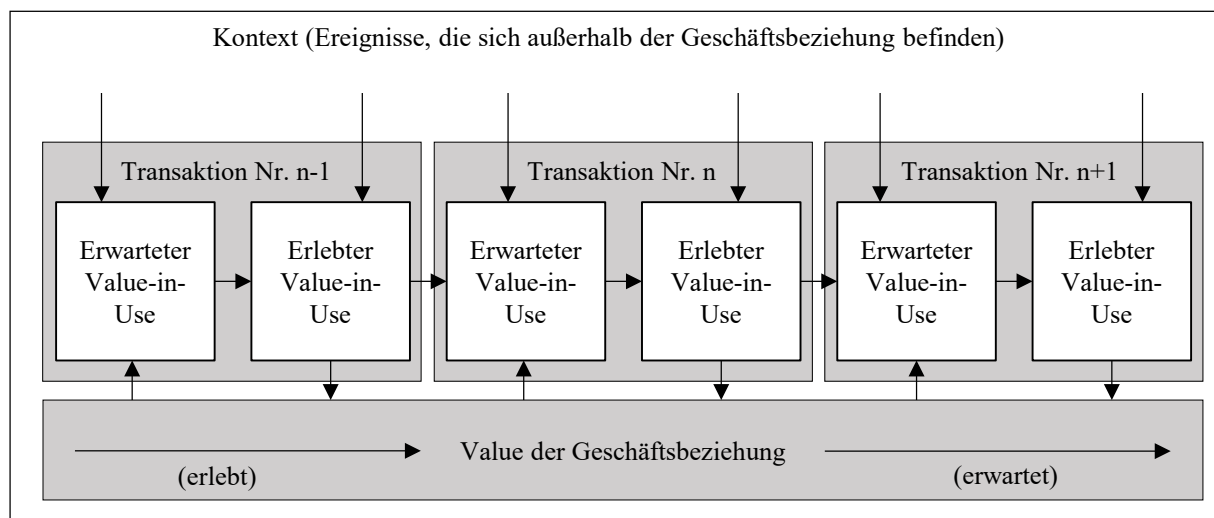 Kontext (Ereignisse, die sich außerhalb der Geschäftsbeziehung befinden)
Transaktion Nr. n-1
Erwarteter
Value-in-
Use
Erlebter
Value-in-
Use
Transaktion Nr. n
Erwarteter
Value-in-
Use
Erlebter
Value-in-
Use
Transaktion Nr. n+1
Erwarteter
Value-in-
Use
Erlebter
Value-in-
Use
Value der Geschäftsbeziehung
(erlebt)
(erwartet)